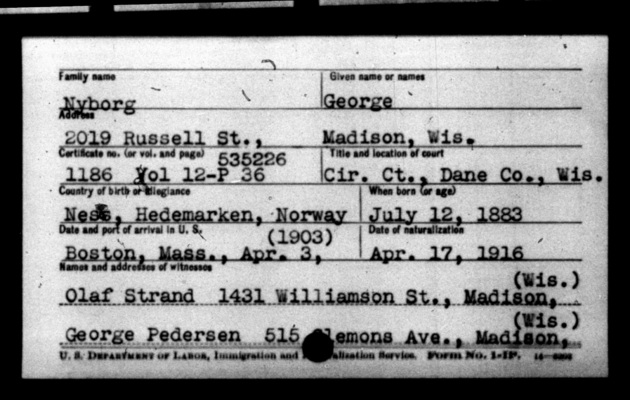 Family name Given name or names
Nyborg George
Address
2019 Russell St., Madison, Wis.
Certificate no. (or vol. and page) 535226 Title and location of court
1186 Vol 12-P 36 Cir. Ct., Dane Co., Wis.
Country of birth or allegiance When born (or age)
Ness, Hedemarken, Norway July 12, 1883
Date and port of arrival in U. S. (1903) Date of naturalization
Boston, Mass., Apr. 3, Apr. 17, 1916
Names and addresses of witnesses
(Wis.)
Olaf Strand 1431 Williamson St., Madison,
(Wis.)
George Pedersen 515 Clemons Ave., Madison,
U. S. Department of Labor, Immigration and Naturalization Service. Form No. 1-IP.